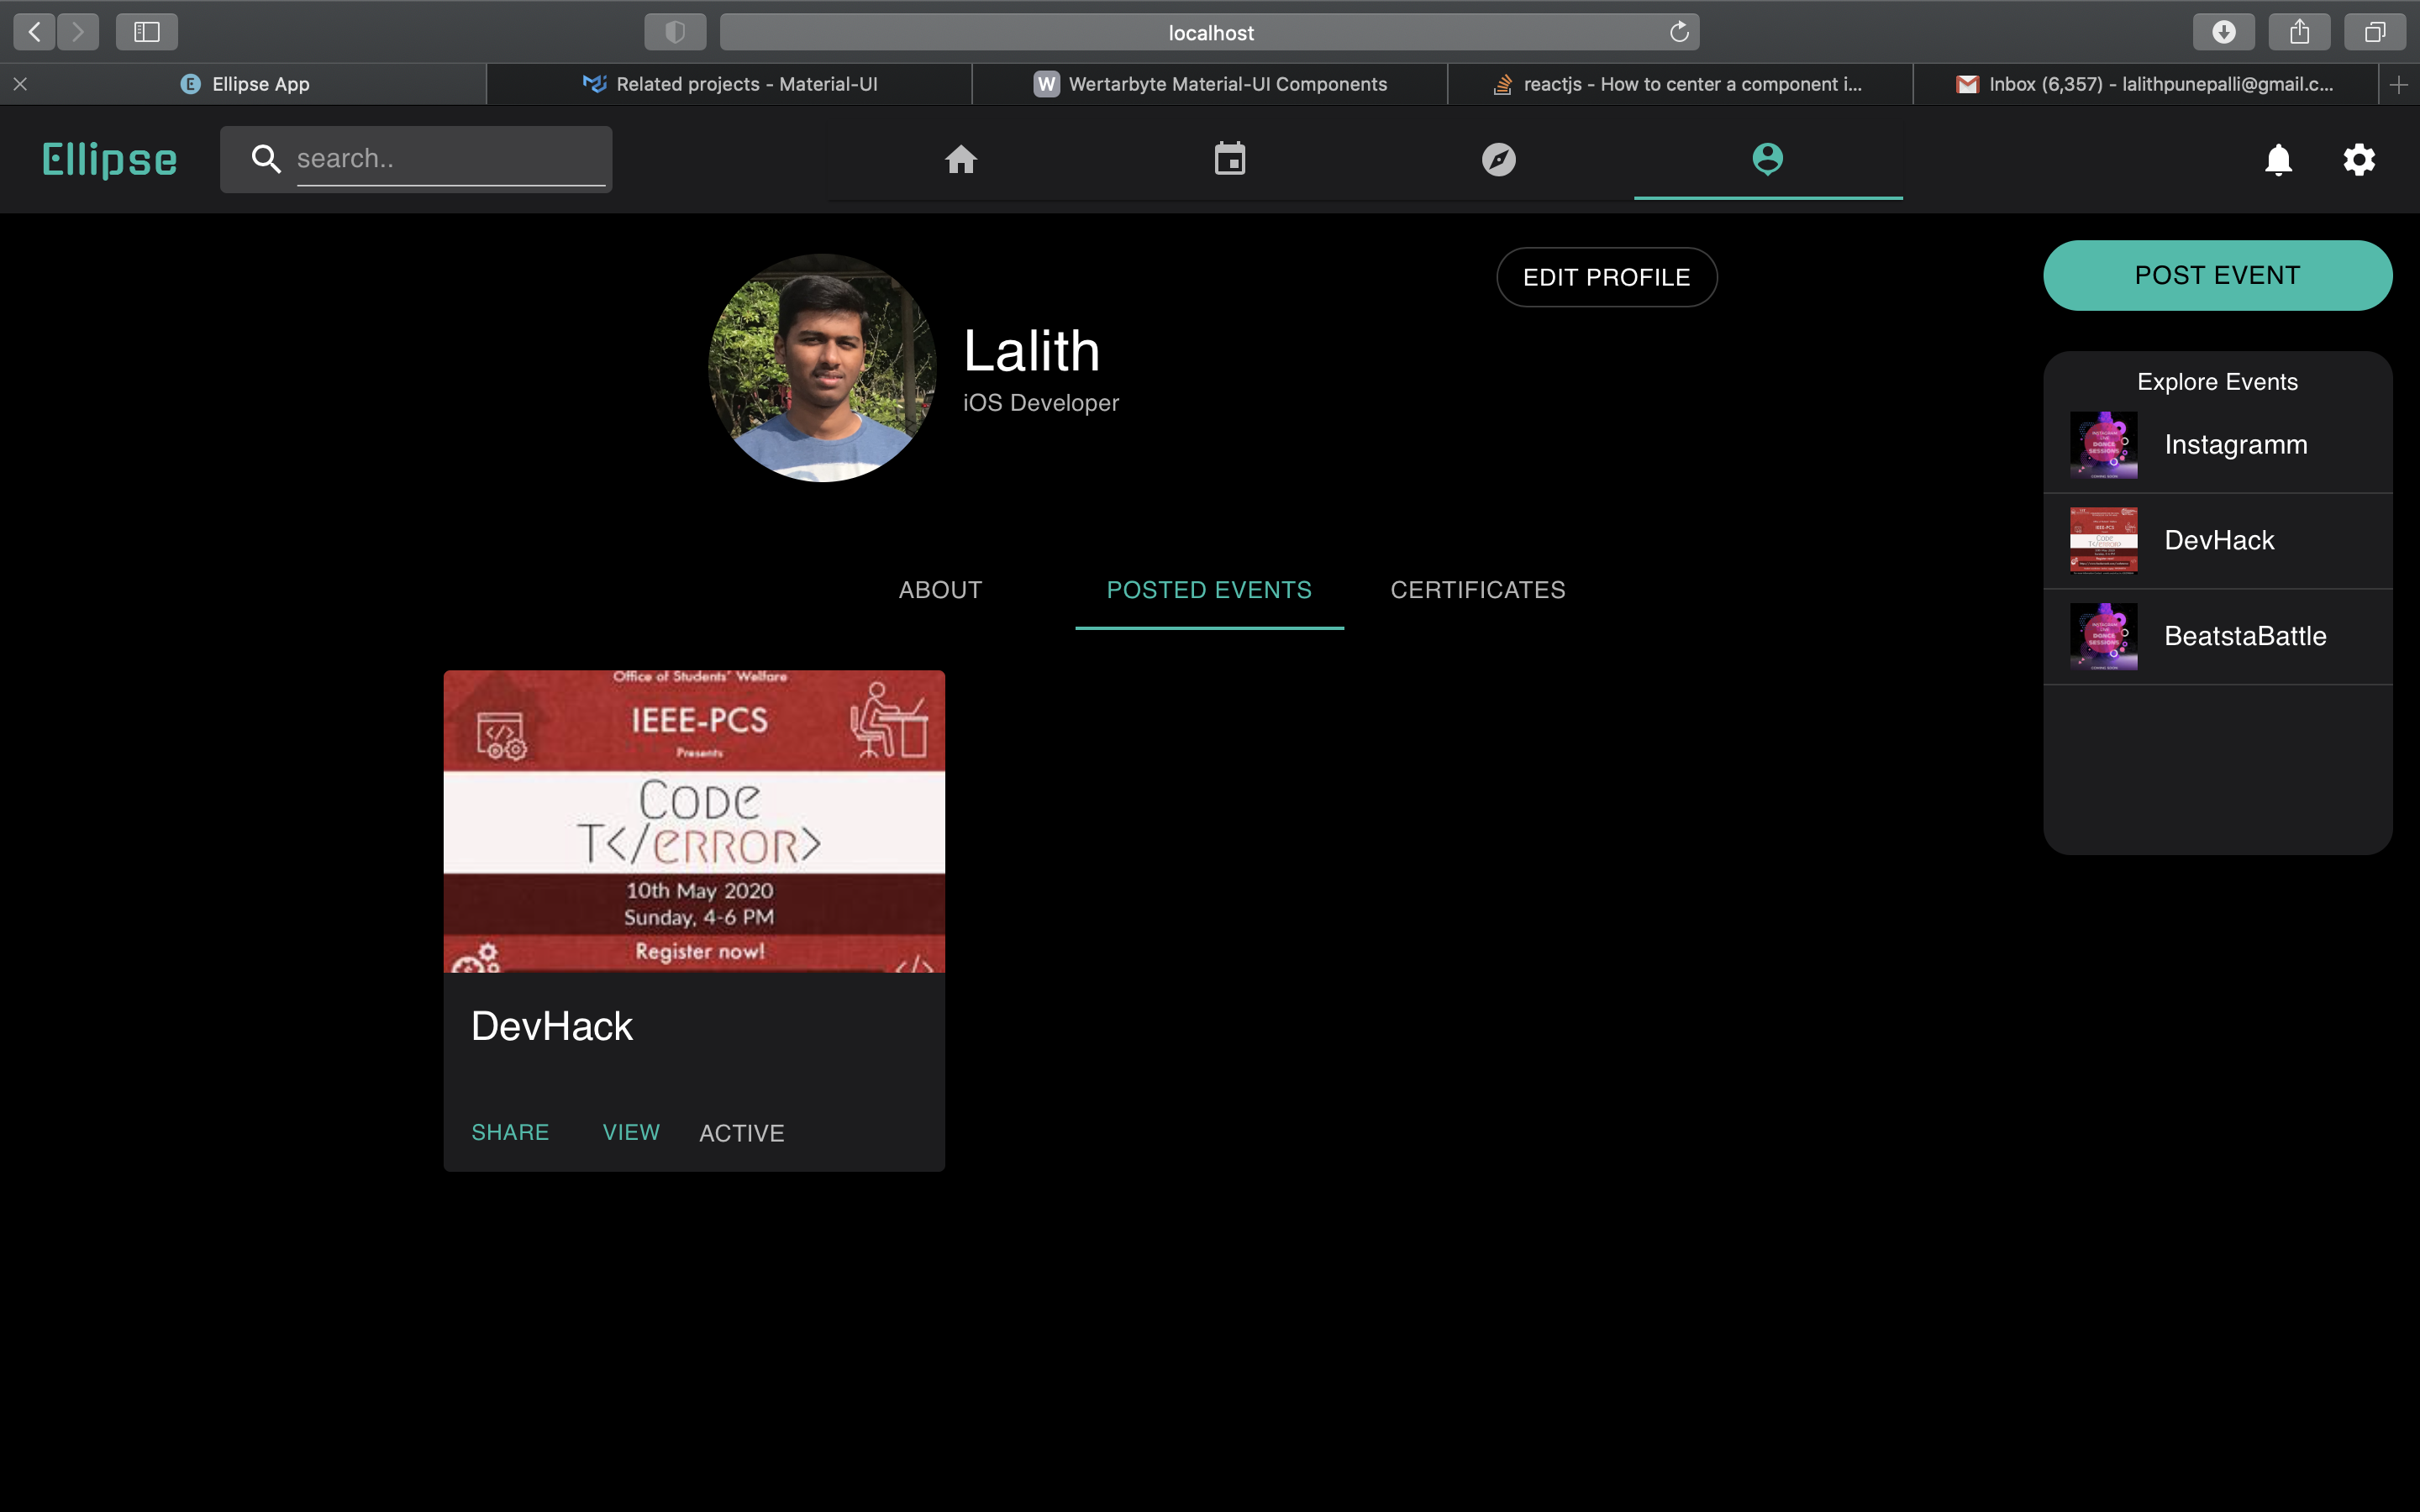 localhost
Ellipse App
Related projects - Material-UI
W Wertarbyte Material-UI Components
reactjs - How to center a component i...
Inbox (6,357) - lalithpunepalli@gmail.c...
Ellipse
search..
EDIT PROFILE
POST EVENT
Lalith
iOS Developer
Explore Events
Instagramm
DevHack
BeatstaBattle
ABOUT
POSTED EVENTS
CERTIFICATES
Office of Students' Welfare
IEEE-PCS
Presents
CODe
T</eRROR>
10th May 2020
Sunday, 4-6 PM
Register now!
DevHack
SHARE
VIEW
ACTIVE